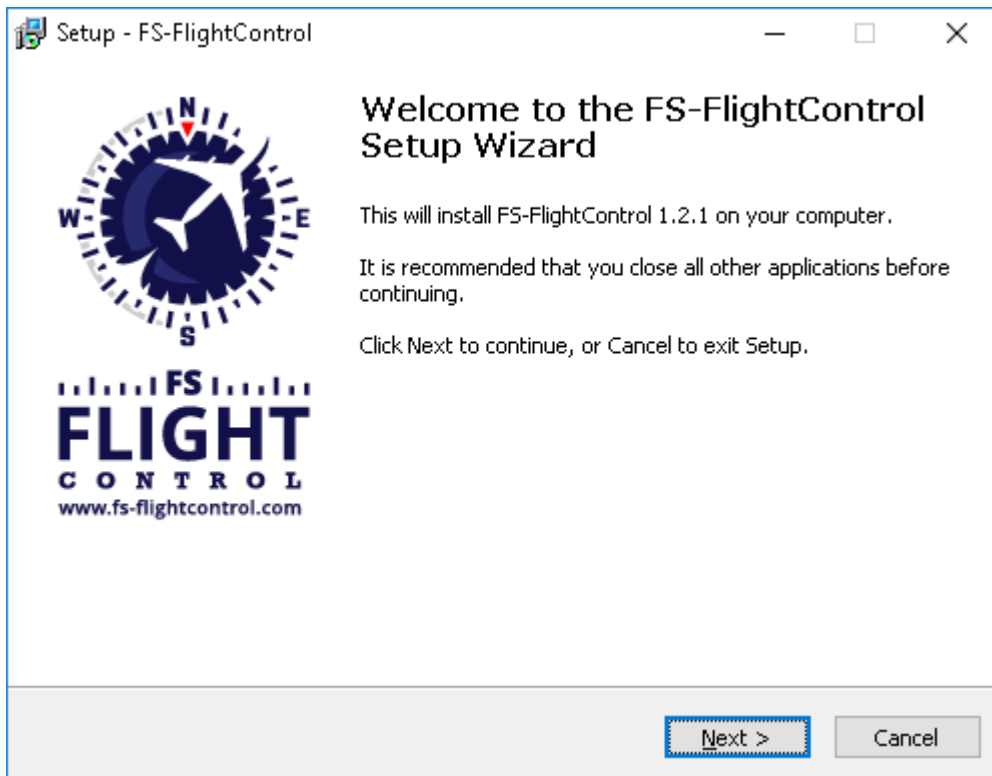 Setup - FS-FlightControl
N
W
E
S
FS
FLIGHT
CONTROL
www.fs-flightcontrol.com
Welcome to the FS-FlightControl
Setup Wizard
This will install FS-FlightControl 1.2.1 on your computer.
It is recommended that you close all other applications before
continuing.
Click Next to continue, or Cancel to exit Setup.
Next >
Cancel